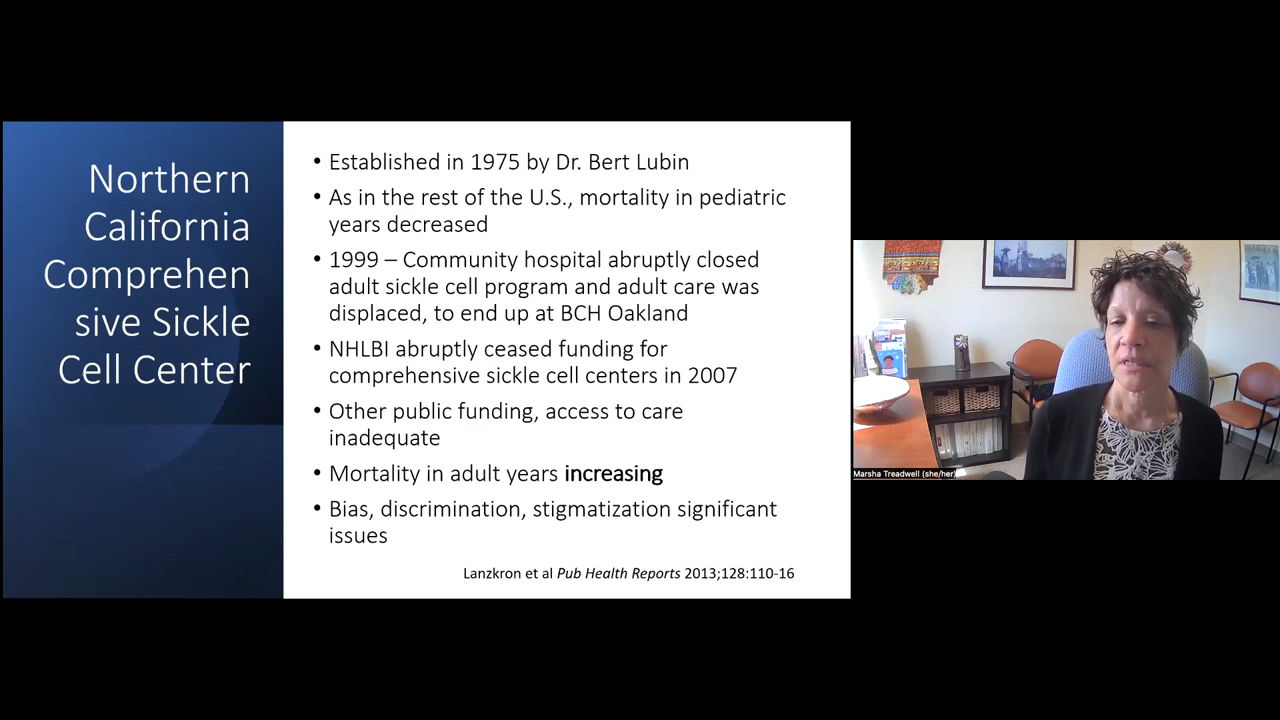 Northern
California
Comprehen
sive Sickle
Cell Center
• Established in 1975 by Dr. Bert Lubin
• As in the rest of the U.S., mortality in pediatric
years decreased
• 1999 – Community hospital abruptly closed
adult sickle cell program and adult care was
displaced, to end up at BCH Oakland
• NHLBI abruptly ceased funding for
comprehensive sickle cell centers in 2007
• Other public funding, access to care
inadequate
• Mortality in adult years increasing
• Bias, discrimination, stigmatization significant
issues
Lanzkron et al Pub Health Reports 2013;128:110-16
Marsha Treadwell (she/her)